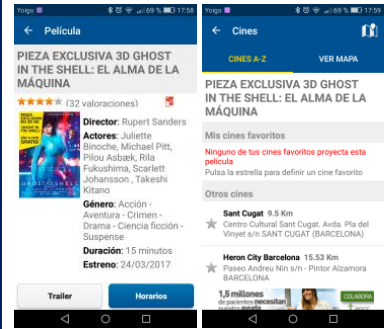 Yoigo 69 % 17:58
Película
PIEZA EXCLUSIVA 3D GHOST
IN THE SHELL: EL ALMA DE LA
MÁQUINA
(32 valoraciones)
Director: Rupert Sanders
Actores: Juliette
Binoche, Michael Pitt,
Pilou Asbæk, Rila
Fukushima, Scarlett
Johansson , Takeshi
Kitano
Género: Acción -
Aventura - Crimen -
Drama - Ciencia ficción -
Suspense
Duración: 15 minutos
Estreno: 24/03/2017
GRATIS
GHOST SHELL
Trailer
Horarios
Yoigo 69 % 17:59
Cines
CINES A-Z
VER MAPA
PIEZA EXCLUSIVA 3D GHOST
IN THE SHELL: EL ALMA DE LA
MÁQUINA
Mis cines favoritos
Ninguno de tus cines favoritos proyecta esta
película
Pulsa la estrella para definir un cine favorito
Otros cines
Sant Cugat 9.5 Km
Centro Cultural Sant Cugat. Avda. Pla del
Vinyet s/n SANT CUGAT (BARCELONA)
Heron City Barcelona 15.53 Km
Paseo Andreu Nin s/n - Pintor Alzamora
BARCELONA
1,5 millones
de pacientes necesitan
COLABORA